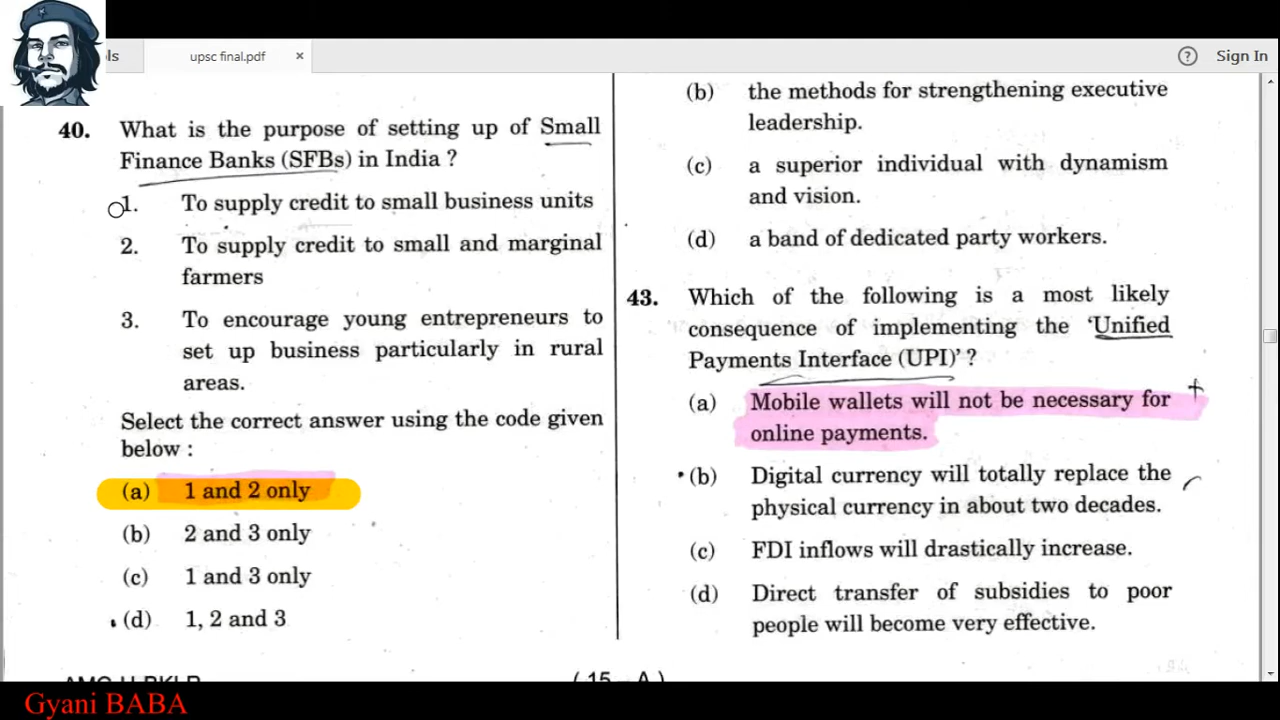 ls
upsc final.pdf ×
? Sign In
40. What is the purpose of setting up of Small
Finance Banks (SFBs) in India ?
1. To supply credit to small business units
2. To supply credit to small and marginal
farmers
3. To encourage young entrepreneurs to
set up business particularly in rural
areas.
Select the correct answer using the code given
below :
(a) 1 and 2 only
(b) 2 and 3 only
(c) 1 and 3 only
(d) 1, 2 and 3
(b) the methods for strengthening executive
leadership.
(c) a superior individual with dynamism
and vision.
(d) a band of dedicated party workers.
43. Which of the following is a most likely
consequence of implementing the ‘Unified
Payments Interface (UPI)’ ?
(a) Mobile wallets will not be necessary for
online payments.
(b) Digital currency will totally replace the
physical currency in about two decades.
(c) FDI inflows will drastically increase.
(d) Direct transfer of subsidies to poor
people will become very effective.
( 15 – A )
Gyani BABA